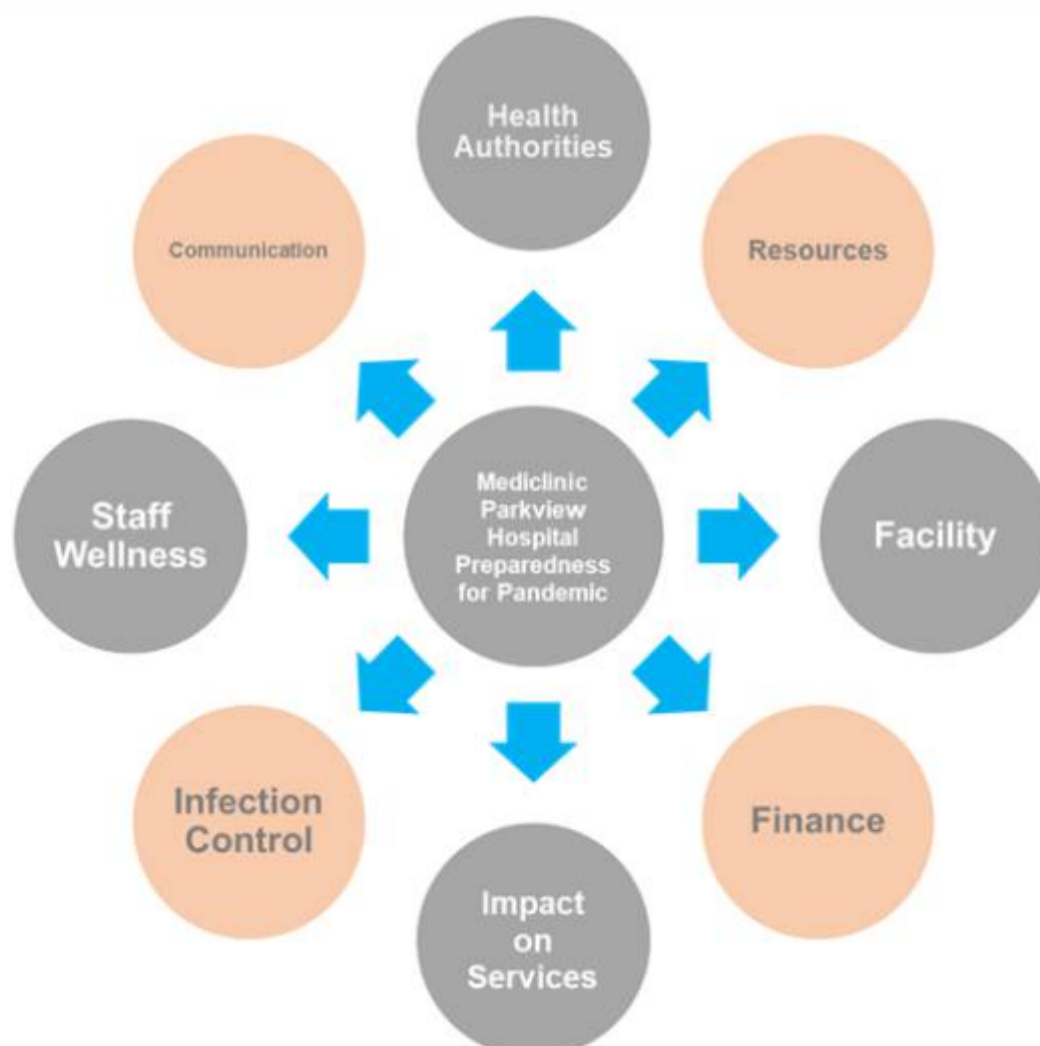 Health
Authorities
Communication
Resources
Staff
Wellness
Mediclinic
Parkview
Hospital
Preparedness
for Pandemic
Facility
Infection
Control
Finance
Impact
on
Services